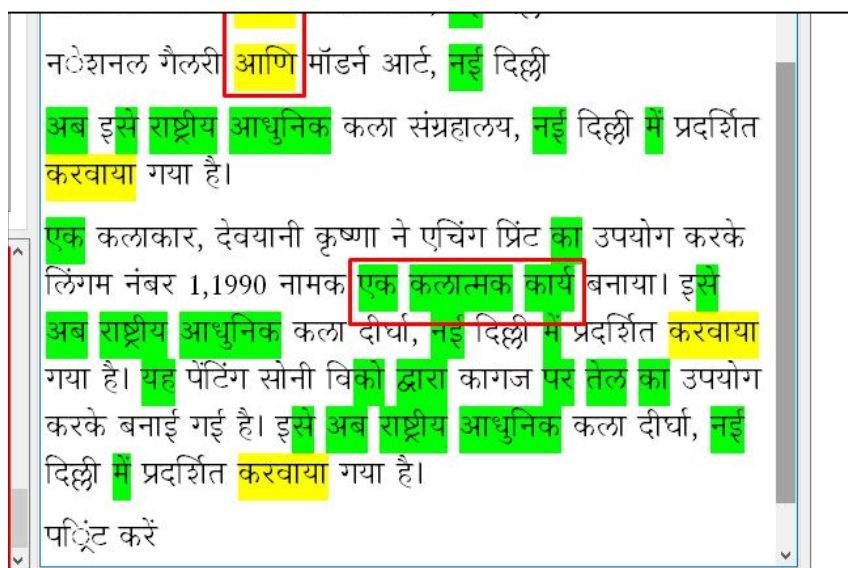 न◌ेशनल गैलरी आणि मॉडर्न आर्ट, नई दिल्ली
अब इसे राष्ट्रीय आधुनिक कला संग्रहालय, नई दिल्ली में प्रदर्शित
करवाया गया है।
एक कलाकार, देवयानी कृष्णा ने एचिंग प्रिंट का उपयोग करके
लिंगम नंबर 1,1990 नामक एक कलात्मक कार्य बनाया। इसे
अब राष्ट्रीय आधुनिक कला दीर्घा, नई दिल्ली में प्रदर्शित करवाया
गया है। यह पेंटिंग सोनी विको द्वारा कागज पर तेल का उपयोग
करके बनाई गई है। इसे अब राष्ट्रीय आधुनिक कला दीर्घा, नई
दिल्ली में प्रदर्शित करवाया गया है।
प◌्रिंट करें